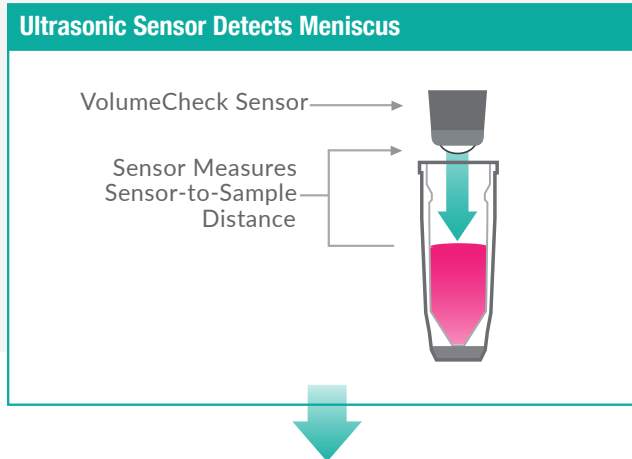 Ultrasonic Sensor Detects Meniscus
VolumeCheck Sensor
Sensor Measures
Sensor-to-Sample
Distance